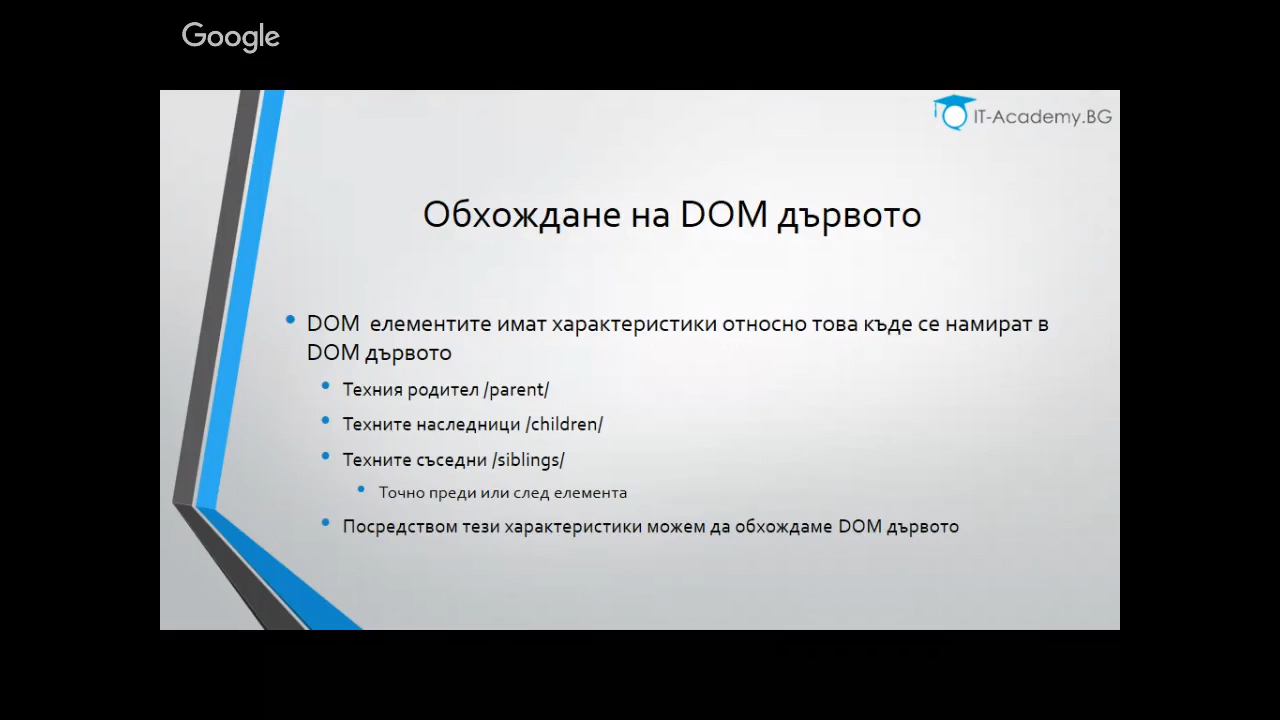 Google
IT-Academy.BG
Обхождане на DOM дървото
DOM елементите имат характеристики относно това къде се намират в
DOM дървото
Техния родител /parent/
Техните наследници /children/
Техните съседни /siblings/
Точно преди или след елемента
Посредством тези характеристики можем да обхождаме DOM дървото